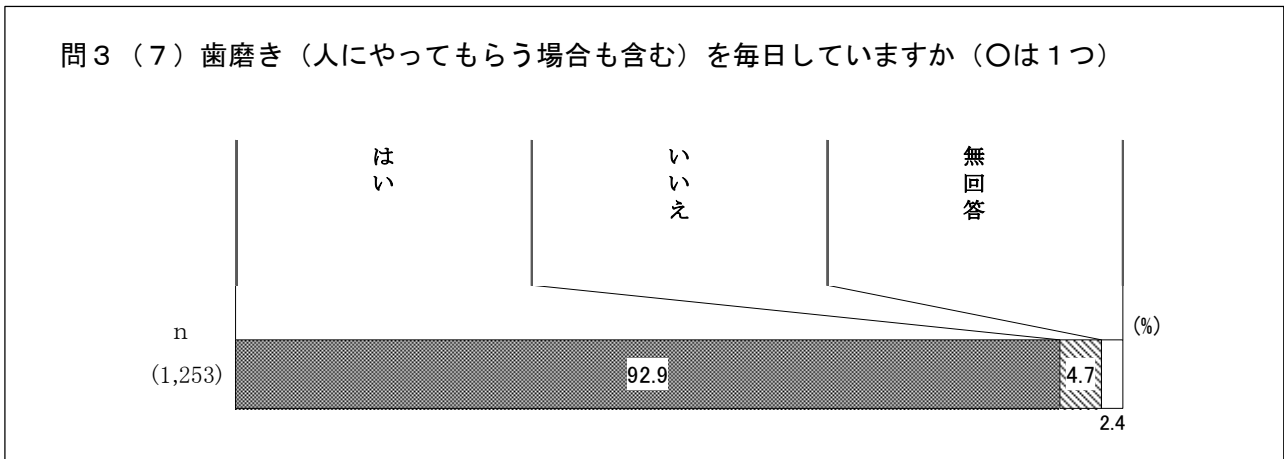 問3（7）歯磨き（人にやってもらう場合も含む）を毎日していますか（〇は1つ）
はい
いいえ
無回答
(%)
n
(1,253)
92.9
4.7
2.4